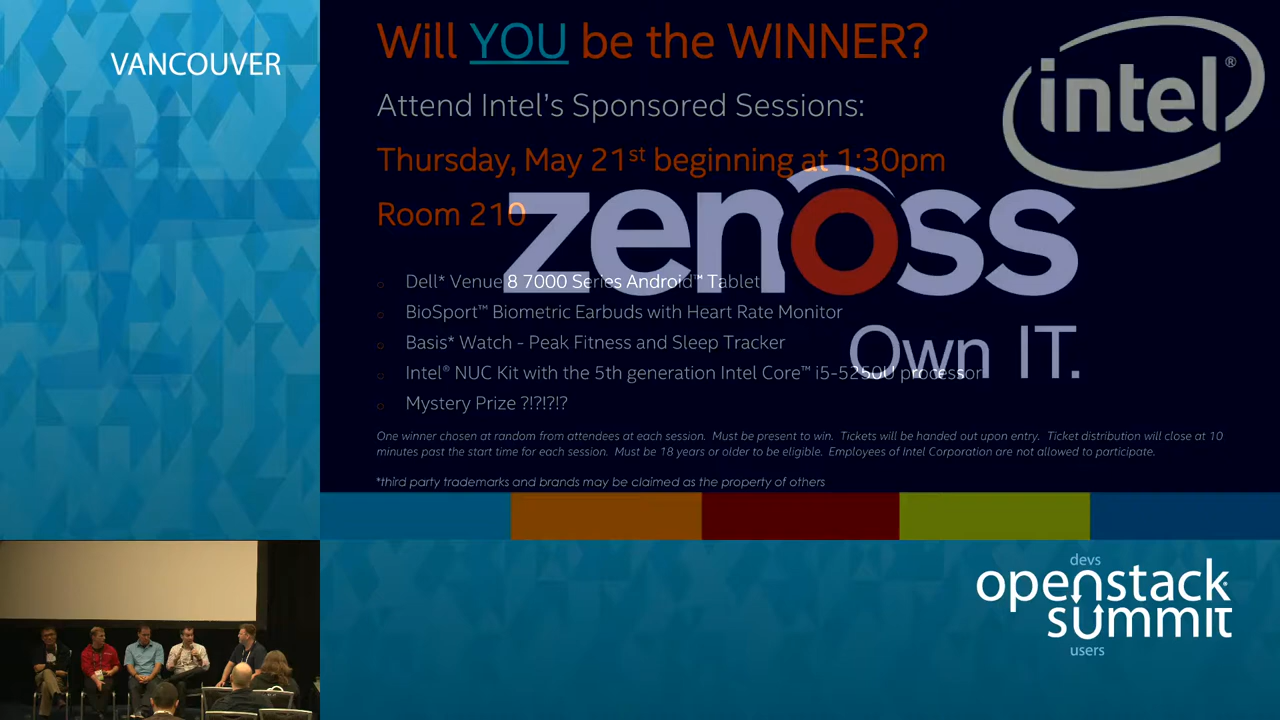 VANCOUVER
Will YOU be the WINNER?
intel®
Attend Intel's Sponsored Sessions:
Thursday, May 21st beginning at 1:30pm
Room 210
zenoss
Own IT.
○ Dell* Venue 8 7000 Series Android™ Tablet
○ BioSport™ Biometric Earbuds with Heart Rate Monitor
○ Basis* Watch - Peak Fitness and Sleep Tracker
○ Intel® NUC Kit with the 5th generation Intel Core™ i5-5250U processor
○ Mystery Prize ?!?!?!?
One winner chosen at random from attendees at each session. Must be present to win. Tickets will be handed out upon entry. Ticket distribution will close at 10
minutes past the start time for each session. Must be 18 years or older to be eligible. Employees of Intel Corporation are not allowed to participate.
*third party trademarks and brands may be claimed as the property of others
devs
openstack
summit
users